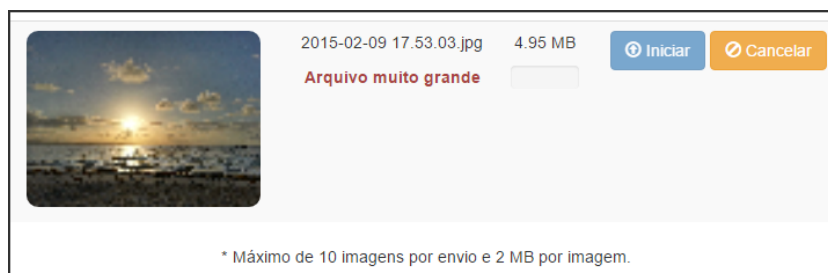 2015-02-09 17.53.03.jpg 4.95 MB Iniciar Cancelar
Arquivo muito grande
* Máximo de 10 imagens por envio e 2 MB por imagem.